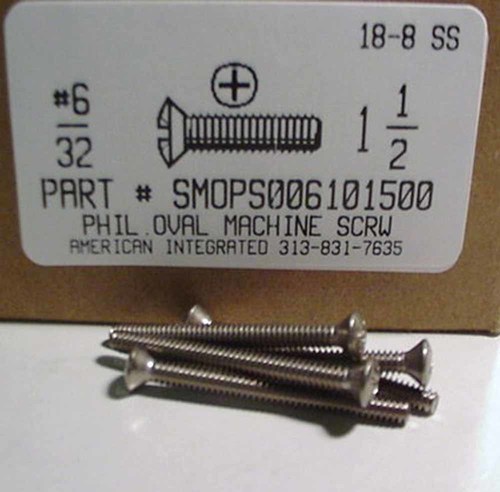 18-8 SS
#6
32
1 1
2
PART # SMOPS006101500
PHIL.OVAL MACHINE SCRW
AMERICAN INTEGRATED 313-831-7635